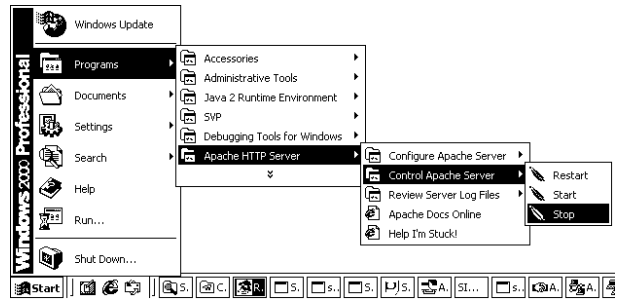 Windows 2000 Professional
Windows Update
Programs
Documents
Settings
Search
Help
Run...
Shut Down...
Accessories
Administrative Tools
Java 2 Runtime Environment
SVP
Debugging Tools for Windows
Apache HTTP Server
Configure Apache Server
Control Apache Server
Review Server Log Files
Apache Docs Online
Help I'm Stuck!
Restart
Start
Stop
Start S. C. R. S. s.. S. S. A. SI... s.. A. A.